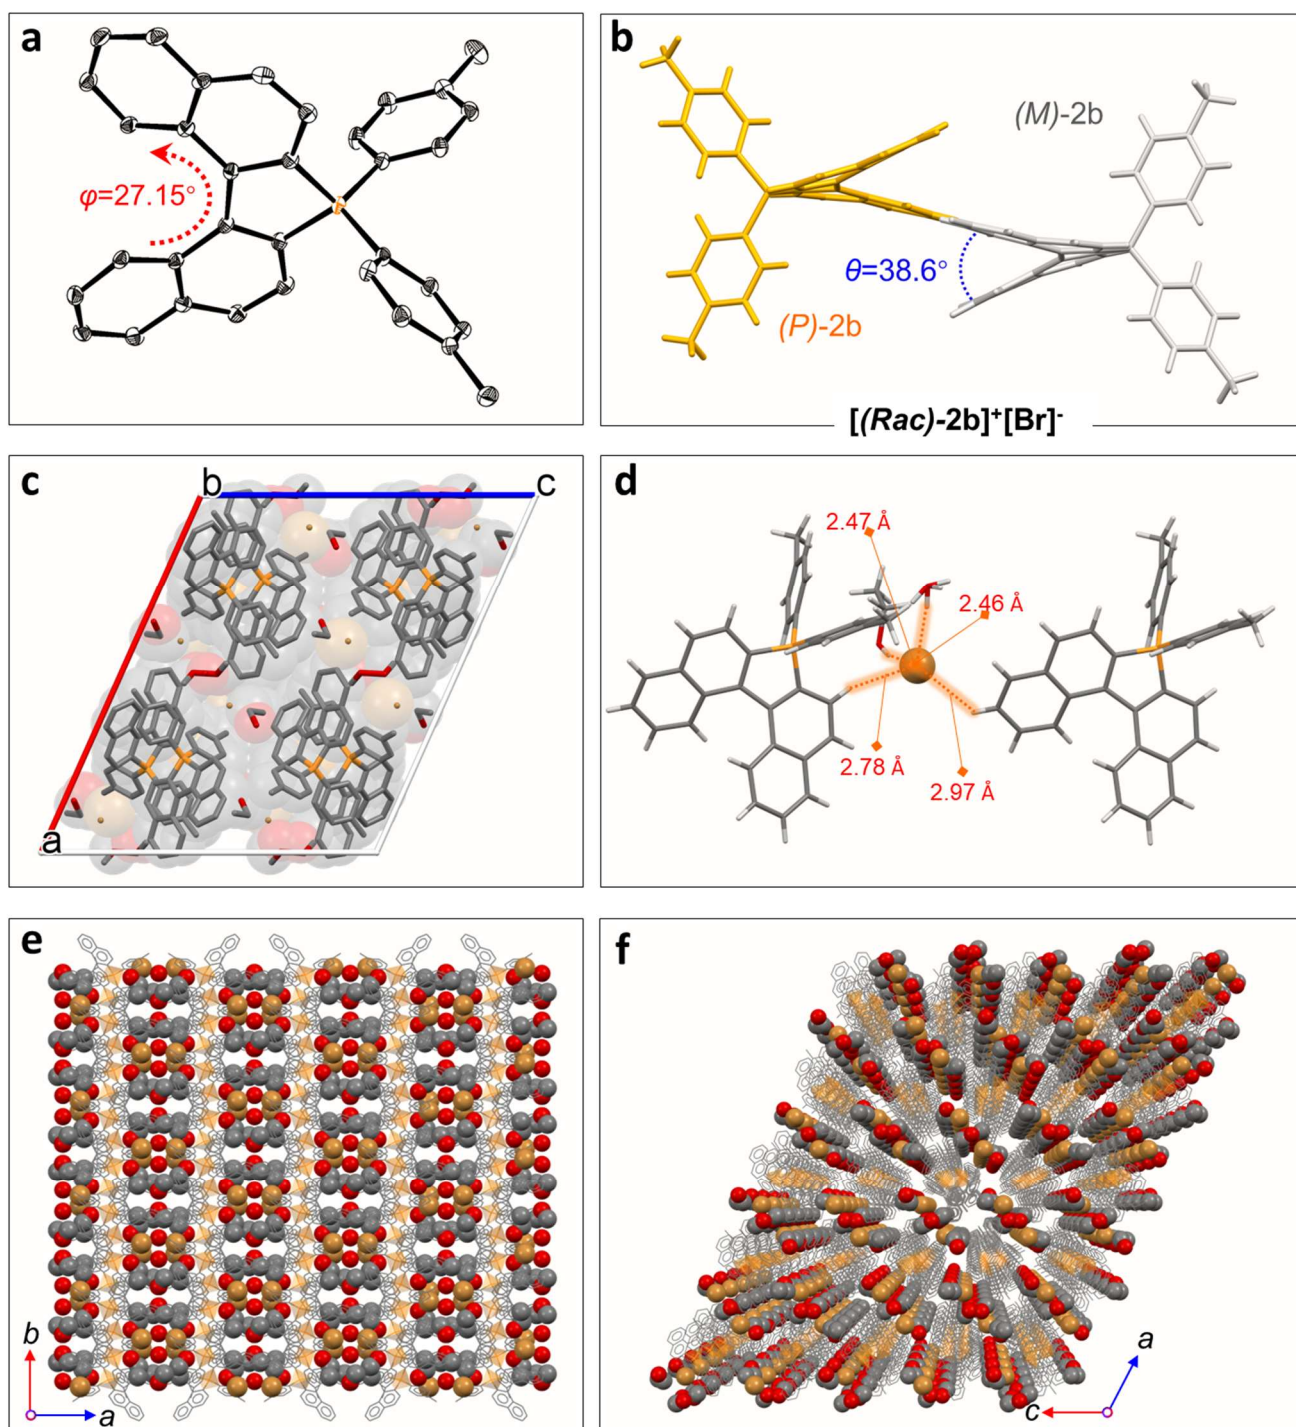 a
φ=27.15°
b
(M)-2b
θ=38.6°
(P)-2b
[(Rac)-2b]⁺[Br]⁻
c
b
c
a
d
2.47 Å
2.46 Å
2.78 Å
2.97 Å
e
b
a
f
a
c